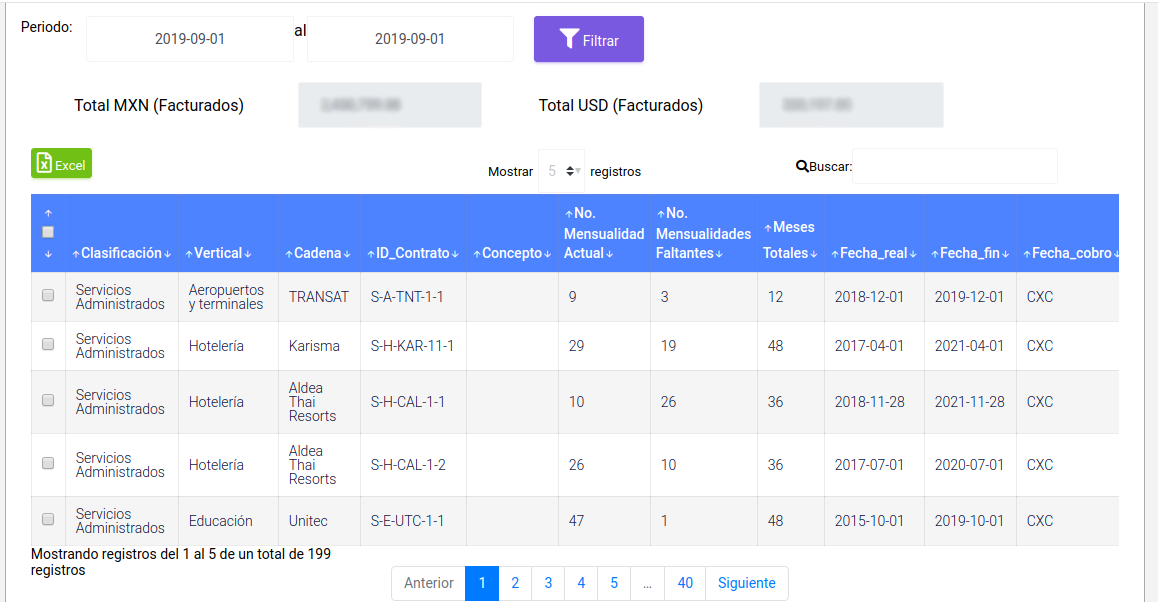 Periodo: 2019-09-01 al 2019-09-01 Filtrar
Total MXN (Facturados) Total USD (Facturados)
Excel Mostrar 5 registros Buscar:
↑ ↓ ↑Clasificación↓ ↑Vertical↓ ↑Cadena↓ ↑ID_Contrato↓ ↑Concepto↓ ↑No. Mensualidad Actual↓ ↑No. Mensualidades Faltantes↓ ↑Meses Totales↓ ↑Fecha_real↓ ↑Fecha_fin↓ ↑Fecha_cobro↓
Servicios Administrados Aeropuertos y terminales TRANSAT S-A-TNT-1-1 9 3 12 2018-12-01 2019-12-01 CXC
Servicios Administrados Hotelería Karisma S-H-KAR-11-1 29 19 48 2017-04-01 2021-04-01 CXC
Servicios Administrados Hotelería Aldea Thai Resorts S-H-CAL-1-1 10 26 36 2018-11-28 2021-11-28 CXC
Servicios Administrados Hotelería Aldea Thai Resorts S-H-CAL-1-2 26 10 36 2017-07-01 2020-07-01 CXC
Servicios Administrados Educación Unitec S-E-UTC-1-1 47 1 48 2015-10-01 2019-10-01 CXC
Mostrando registros del 1 al 5 de un total de 199
registros
Anterior 1 2 3 4 5 ... 40 Siguiente